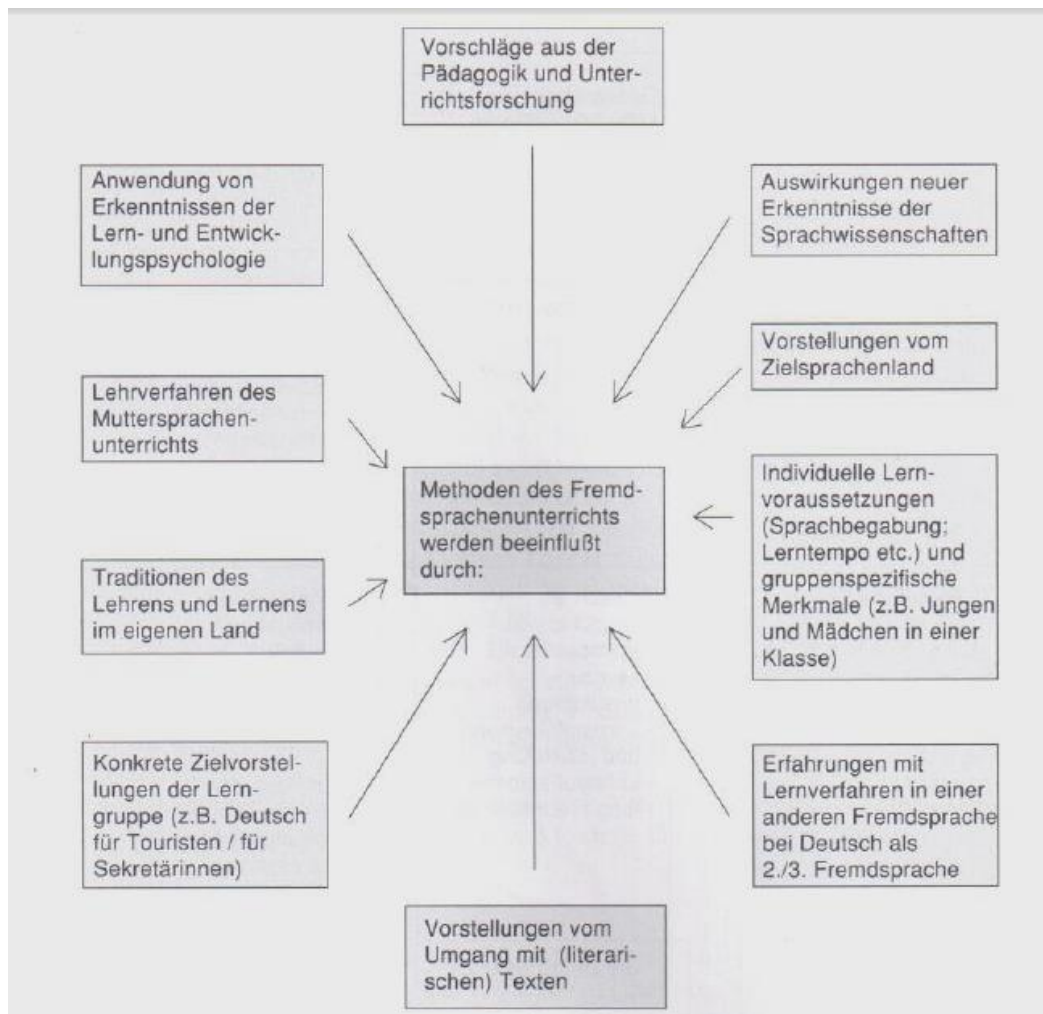 Vorschläge aus der
Pädagogik und Unter-
richtsforschung
Anwendung von
Erkenntnissen der
Lern- und Entwick-
lungspsychologie
Auswirkungen neuer
Erkenntnisse der
Sprachwissenschaften
Vorstellungen vom
Zielsprachenland
Lehrverfahren des
Muttersprachen-
unterrichts
Methoden des Fremd-
sprachenunterrichts
werden beeinflußt
durch:
Individuelle Lern-
voraussetzungen
(Sprachbegabung;
Lerntempo etc.) und
gruppenspezifische
Merkmale (z.B. Jungen
und Mädchen in einer
Klasse)
Traditionen des
Lehrens und Lernens
im eigenen Land
Konkrete Zielvorstel-
lungen der Lern-
gruppe (z.B. Deutsch
für Touristen / für
Sekretärinnen)
Erfahrungen mit
Lernverfahren in einer
anderen Fremdsprache
bei Deutsch als
2./3. Fremdsprache
Vorstellungen vom
Umgang mit (literari-
schen) Texten